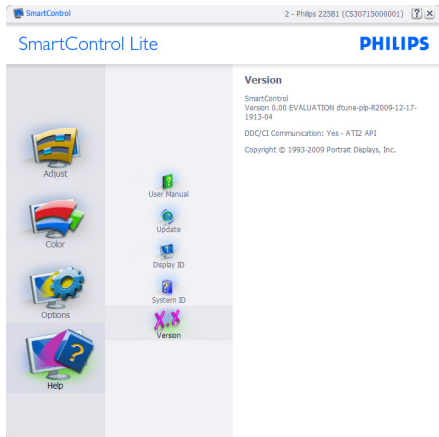 SmartControl
2 - Philips 225B1 (CS30715000001)
SmartControl Lite
PHILIPS
Adjust
Color
Options
Help
User Manual
Update
Display ID
System ID
X.X
Version
Version
SmartControl
Version 0.00 EVALUATION dtune-plp-R2009-12-17-
1913-04
DDC/CI Communication: Yes - ATI2 API
Copyright © 1993-2009 Portrait Displays, Inc.